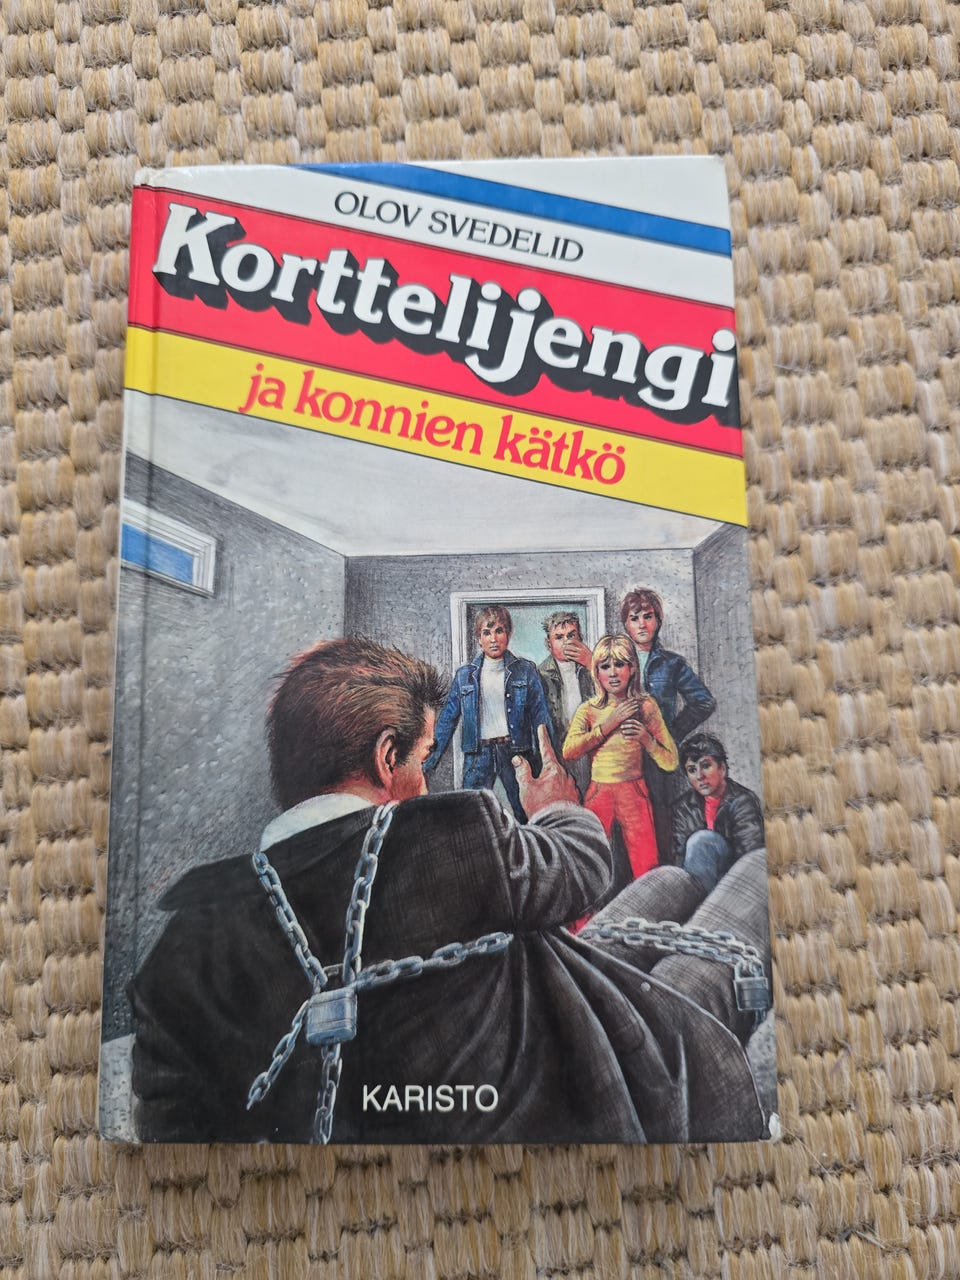 OLOV SVEDELID
Korttelijengi
ja konnien kätkö
KARISTO